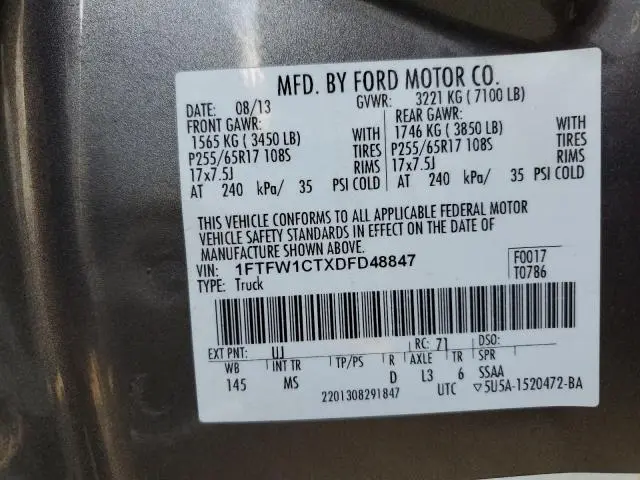 MFD. BY FORD MOTOR CO.
DATE: 08/13 GVWR: 3221 KG ( 7100 LB)
FRONT GAWR: REAR GAWR:
1565 KG ( 3450 LB) WITH 1746 KG ( 3850 LB) WITH
P255/65R17 108S TIRES P255/65R17 108S TIRES
17x7.5J RIMS 17x7.5J RIMS
AT 240 kPa/ 35 PSI COLD AT 240 kPa/ 35 PSI COLD
THIS VEHICLE CONFORMS TO ALL APPLICABLE FEDERAL MOTOR
VEHICLE SAFETY STANDARDS IN EFFECT ON THE DATE OF
MANUFACTURE SHOWN ABOVE.
VIN: 1FTFW1CTXDFD48847 F0017
TYPE: Truck T0786
EXT PNT: UJ RC: 71 DSO:
WB INT TR TP/PS R AXLE TR SPR
145 MS D L3 6 SSAA
2201308291847 UTC ▽5U5A-1520472-BA